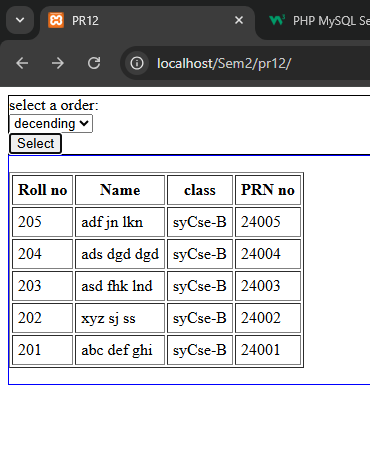 PR12
PHP MySQL Se
localhost/Sem2/pr12/
select a order:
decending
Select
Roll no Name class PRN no
205 adf jn lkn syCse-B 24005
204 ads dgd dgd syCse-B 24004
203 asd fhk lnd syCse-B 24003
202 xyz sj ss syCse-B 24002
201 abc def ghi syCse-B 24001